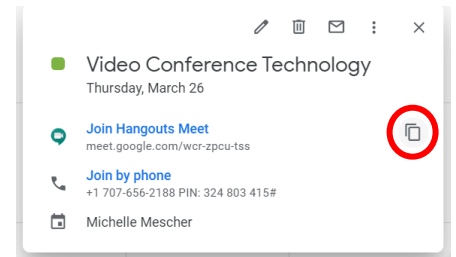 Video Conference Technology
Thursday, March 26
Join Hangouts Meet
meet.google.com/wcr-zpcu-tss
Join by phone
+1 707-656-2188 PIN: 324 803 415#
Michelle Mescher